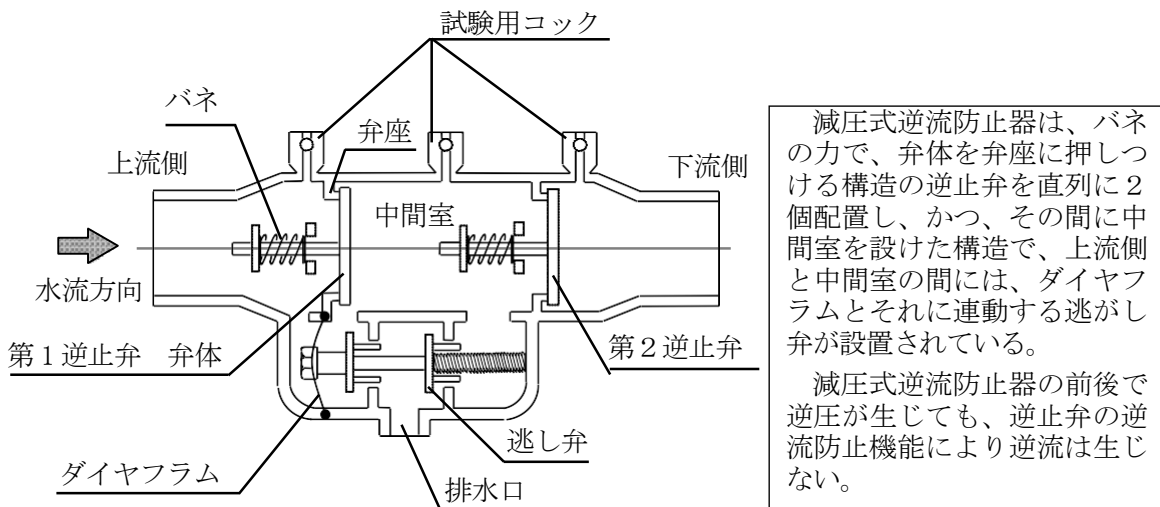 試験用コック
バネ
弁座
上流側
中間室
下流側
水流方向
第１逆止弁　弁体
第２逆止弁
逃し弁
ダイヤフラム
排水口
減圧式逆流防止器は、バネ
の力で、弁体を弁座に押しつ
ける構造の逆止弁を直列に２
個配置し、かつ、その間に中
間室を設けた構造で、上流側
と中間室の間には、ダイヤフ
ラムとそれに連動する逃がし
弁が設置されている。
減圧式逆流防止器の前後で
逆圧が生じても、逆止弁の逆
流防止機能により逆流は生じ
ない。